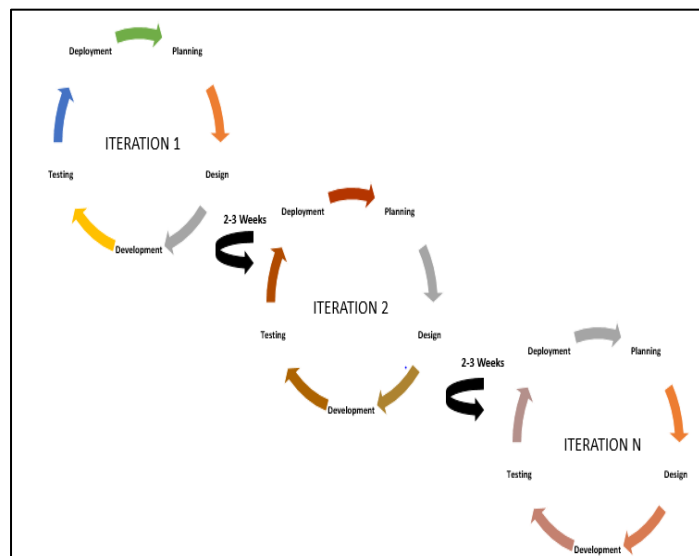 Deployment
Planning
ITERATION 1
Testing
Design
Development
2-3 Weeks
Deployment
Planning
ITERATION 2
Testing
Design
Development
2-3 Weeks
Deployment
Planning
ITERATION N
Testing
Design
Development